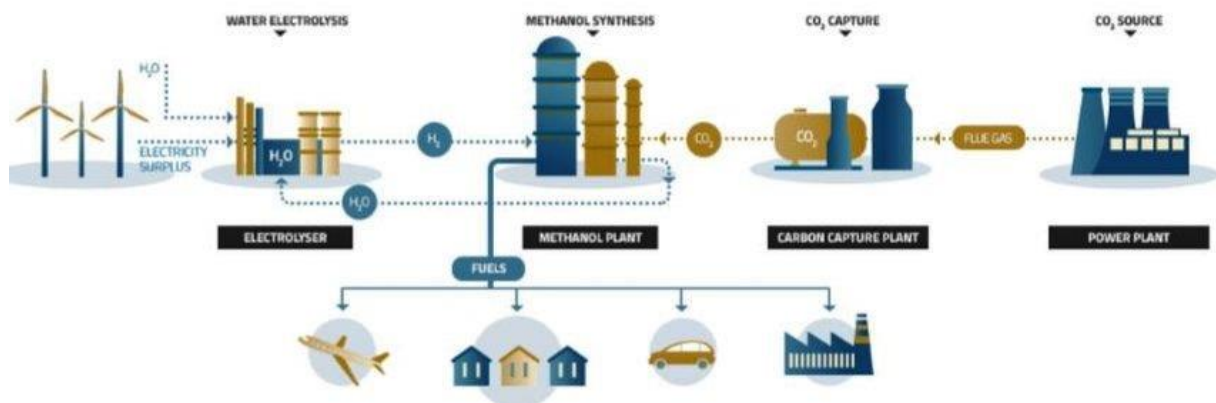 WATER ELECTROLYSIS
METHANOL SYNTHESIS
CO₂ CAPTURE
CO₂ SOURCE
H₂O
ELECTRICITY
SURPLUS
H₂O
H₂
CO₂
CO₂
FLUE GAS
H₂O
ELECTROLYSER
METHANOL PLANT
CARBON CAPTURE PLANT
POWER PLANT
FUELS